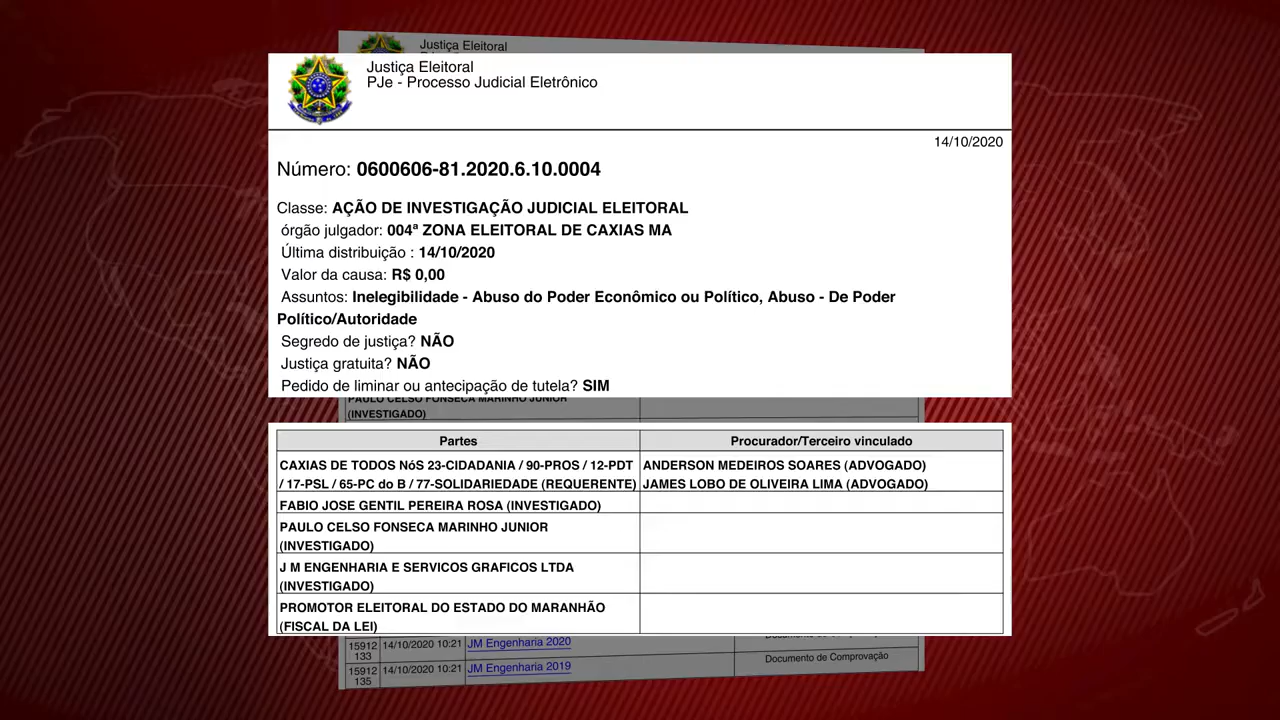 Justiça Eleitoral
Justiça Eleitoral
PJe - Processo Judicial Eletrônico
14/10/2020
Número: 0600606-81.2020.6.10.0004
Classe: AÇÃO DE INVESTIGAÇÃO JUDICIAL ELEITORAL
órgão julgador: 004ª ZONA ELEITORAL DE CAXIAS MA
Última distribuição : 14/10/2020
Valor da causa: R$ 0,00
Assuntos: Inelegibilidade - Abuso do Poder Econômico ou Político, Abuso - De Poder
Político/Autoridade
Segredo de justiça? NÃO
Justiça gratuita? NÃO
Pedido de liminar ou antecipação de tutela? SIM
PAULO CELSO FONSECA MARINHO JUNIOR
(INVESTIGADO)
Partes Procurador/Terceiro vinculado
CAXIAS DE TODOS NóS 23-CIDADANIA / 90-PROS / 12-PDT ANDERSON MEDEIROS SOARES (ADVOGADO)
/ 17-PSL / 65-PC do B / 77-SOLIDARIEDADE (REQUERENTE) JAMES LOBO DE OLIVEIRA LIMA (ADVOGADO)
FABIO JOSE GENTIL PEREIRA ROSA (INVESTIGADO)
PAULO CELSO FONSECA MARINHO JUNIOR
(INVESTIGADO)
J M ENGENHARIA E SERVICOS GRAFICOS LTDA
(INVESTIGADO)
PROMOTOR ELEITORAL DO ESTADO DO MARANHÃO
(FISCAL DA LEI)
15912 14/10/2020 10:21 JM Engenharia 2020
133
15912 14/10/2020 10:21 JM Engenharia 2019 Documento de Comprovação
135